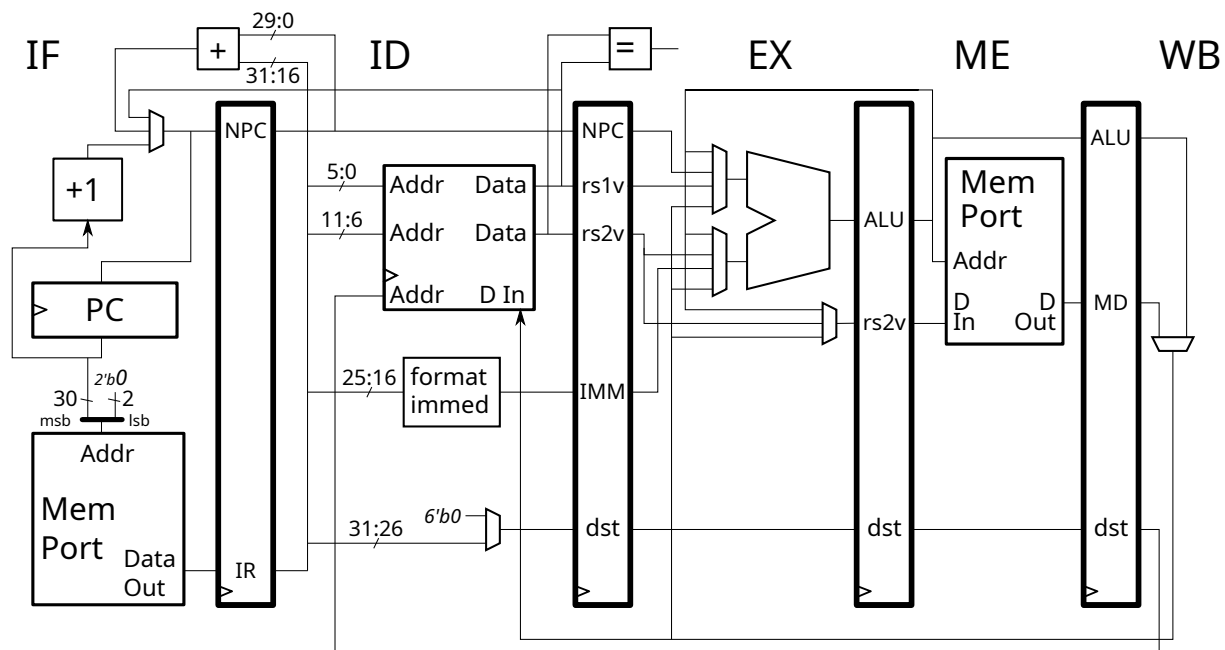 IF
ID
EX
ME
WB
29:0
+
31:16
=
+1
PC
2'b0
30
2
msb
lsb
Addr
Mem
Port
Data
Out
NPC
IR
5:0
11:6
25:16
31:26
Addr
Data
Addr
Data
Addr
D In
format
immed
6'b0
NPC
rs1v
rs2v
IMM
dst
ALU
rs2v
dst
Mem
Port
Addr
D
In
D
Out
ALU
MD
dst